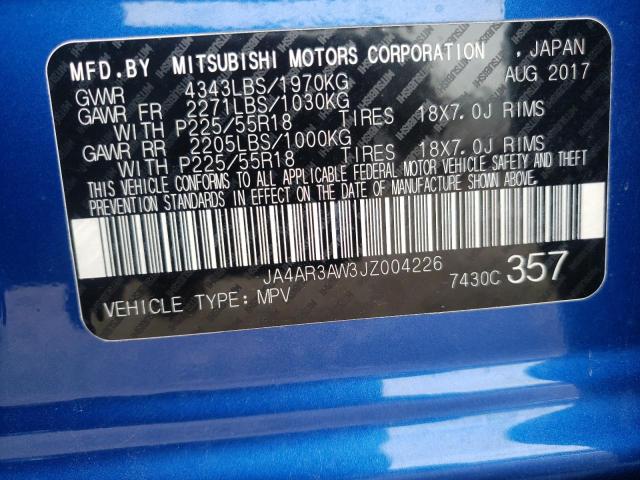 MFD.BY MITSUBISHI MOTORS CORPORATION , JAPAN
GVWR 4343LBS/1970KG AUG 2017
GAWR FR 2271LBS/1030KG
WITH P225/55R18 TIRES 18X7.0J RIMS
GAWR RR 2205LBS/1000KG
WITH P225/55R18 TIRES 18X7.0J RIMS
THIS VEHICLE CONFORMS TO ALL APPLICABLE FEDERAL MOTOR VEHICLE SAFETY AND THEFT
PREVENTION STANDARDS IN EFFECT ON THE DATE OF MANUFACTURE SHOWN ABOVE.
JA4AR3AW3JZ004226 7430C 357
VEHICLE TYPE: MPV